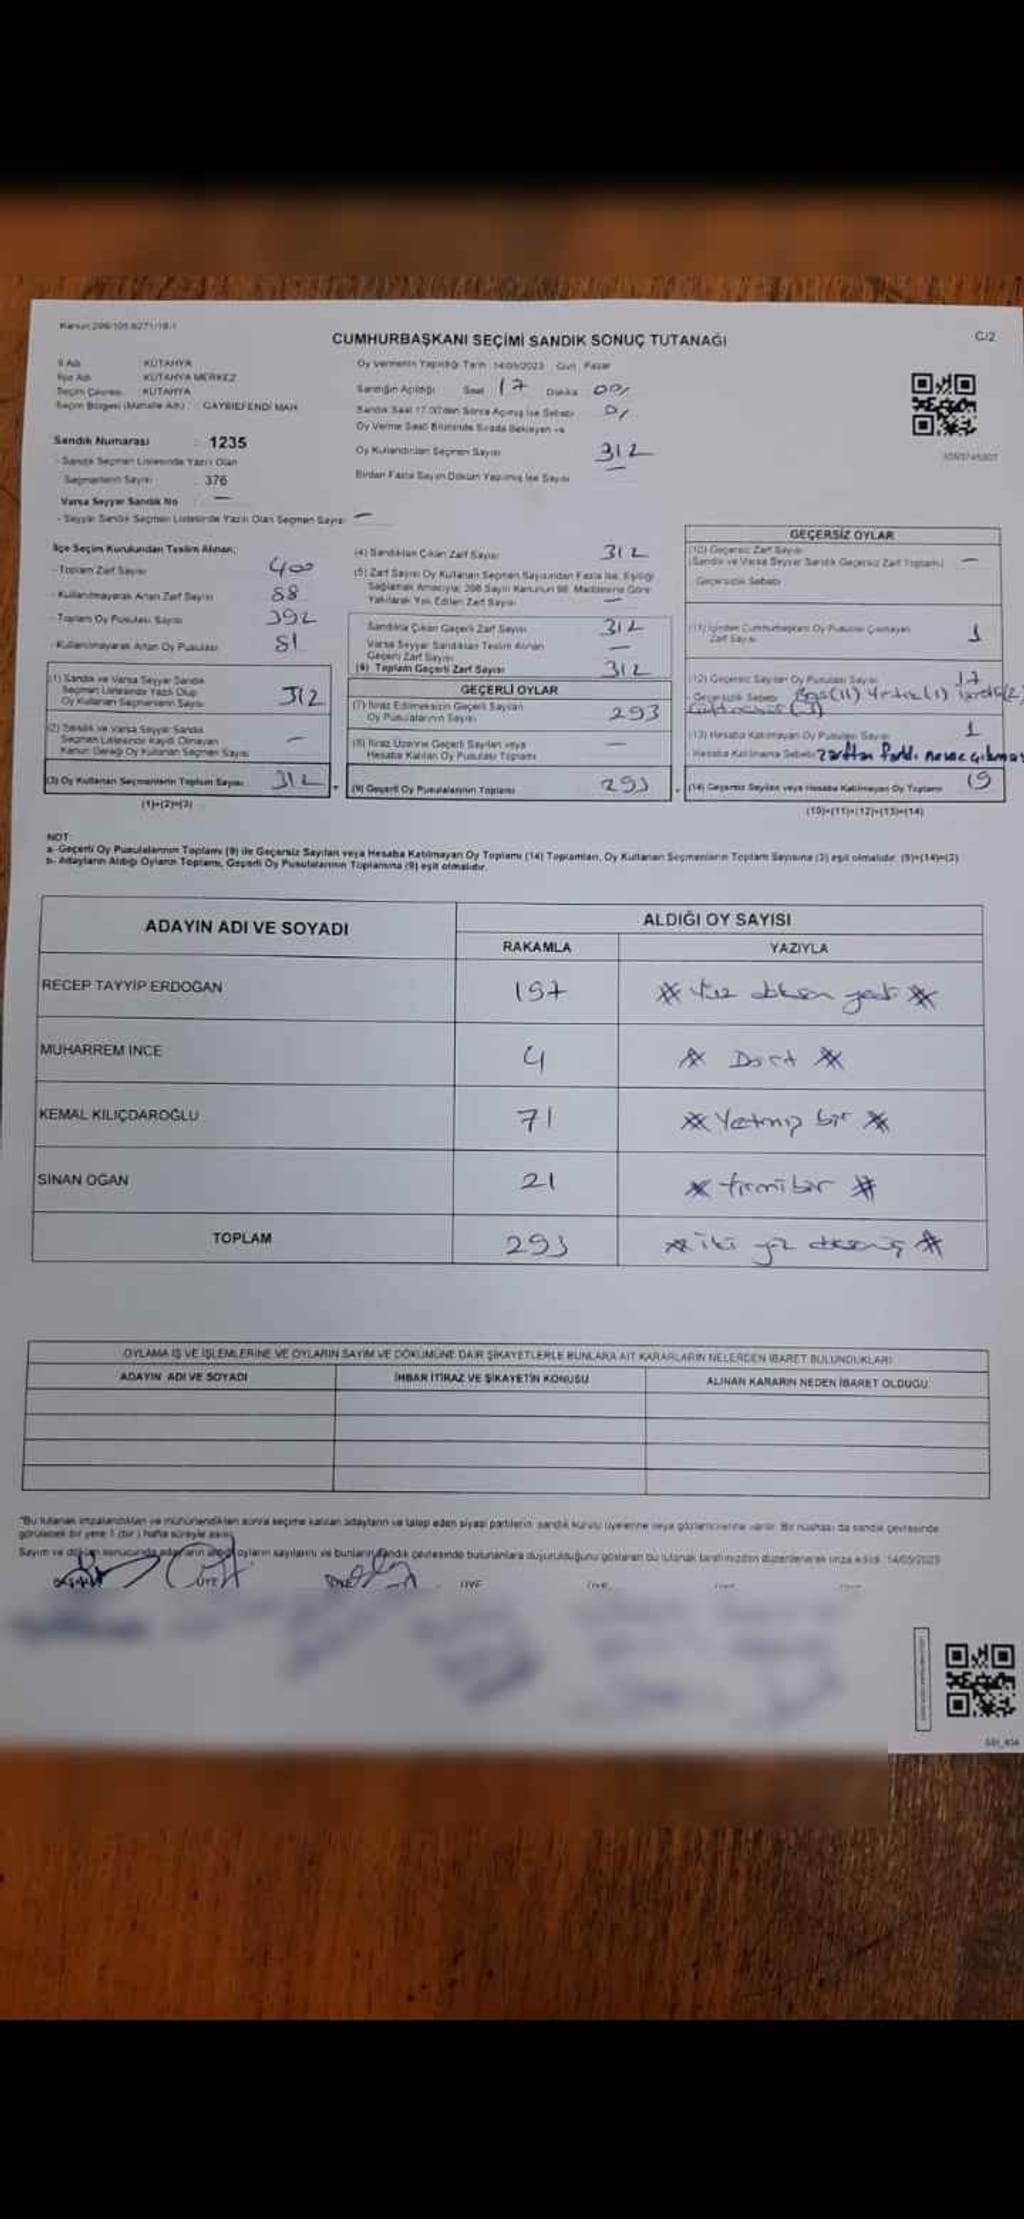 Kanun:298/105.6271/18-1
CUMHURBAŞKANI SEÇİMİ SANDIK SONUÇ TUTANAĞI
C/2
İl Adı : KÜTAHYA
İlçe Adı : KÜTAHYA MERKEZ
Seçim Çevresi : KÜTAHYA
Seçim Bölgesi (Mahalle Adı) : GAYBİEFENDİ MAH.
Sandık Numarası : 1235
- Sandık Seçmen Listesinde Yazılı Olan
Seçmenlerin Sayısı : 376
Varsa Seyyar Sandık No : —
- Seyyar Sandık Seçmen Listesinde Yazılı Olan Seçmen Sayısı: —
Oy Vermenin Yapıldığı Tarih : 14/05/2023 Gün : Pazar
Sandığın Açıldığı Saat : 17 Dakika : 00
Sandık Saat 17.00'den Sonra Açılmış İse Sebebi
Oy Verme Saati Bitiminde Sırada Bekleyen ve
Oy Kullandırılan Seçmen Sayısı 312
Birden Fazla Sayım Döküm Yapılmış İse Sayısı —
İlçe Seçim Kurulundan Teslim Alınan;
- Toplam Zarf Sayısı 400
- Kullanılmayarak Artan Zarf Sayısı 88
- Toplam Oy Pusulası Sayısı 392
- Kullanılmayarak Artan Oy Pusulası 81
(1) Sandık ve Varsa Seyyar Sandık
Seçmen Listesinde Yazılı Olup
Oy Kullanan Seçmenlerin Sayısı 312
(2) Sandık ve Varsa Seyyar Sandık
Seçmen Listesinde Kaydı Olmayan
Kanun Gereği Oy Kullanan Seçmen Sayısı —
(3) Oy Kullanan Seçmenlerin Toplam Sayısı 312
(1)+(2)=(3)
(4) Sandıktan Çıkan Zarf Sayısı 312
(5) Zarf Sayısı Oy Kullanan Seçmen Sayısından Fazla İse, Eşitliği
Sağlamak Amacıyla; 298 Sayılı Kanunun 98. Maddesine Göre
Yakılarak Yok Edilen Zarf Sayısı —
Sandıkta Çıkan Geçerli Zarf Sayısı 312
Varsa Seyyar Sandıktan Teslim Alınan
Geçerli Zarf Sayısı —
(6) Toplam Geçerli Zarf Sayısı 312
GEÇERLİ OYLAR
(7) İtiraz Edilmeksizin Geçerli Sayılan
Oy Pusulalarının Sayısı 293
(8) İtiraz Üzerine Geçerli Sayılan veya
Hesaba Katılan Oy Pusulaları Toplamı —
(9) Geçerli Oy Pusulalarının Toplamı 293
GEÇERSİZ OYLAR
(10) Geçersiz Zarf Sayısı
(Sandık ve Varsa Seyyar Sandık Geçersiz Zarf Toplamı) —
Geçersizlik Sebebi
(11) İçinden Cumhurbaşkanı Oy Pusulası Çıkmayan
Zarf Sayısı 1
(12) Geçersiz Sayılan Oy Pusulası Sayısı 17
- Geçersizlik Sebebi
(13) Hesaba Katılmayan Oy Pusulası Sayısı 1
Hesaba Katılmama Sebebi zarftan farklı nesne çıkması
(14) Geçersiz Sayılan veya Hesaba Katılmayan Oy Toplamı 19
(10)+(11)+(12)+(13)=(14)
NOT:
a- Geçerli Oy Pusulalarının Toplamı (9) ile Geçersiz Sayılan veya Hesaba Katılmayan Oy Toplamı (14) Toplamları, Oy Kullanan Seçmenlerin Toplam Sayısına (3) eşit olmalıdır. (9)+(14)=(3)
b- Adayların Aldığı Oyların Toplamı, Geçerli Oy Pusulalarının Toplamına (9) eşit olmalıdır.
ADAYIN ADI VE SOYADI
ALDIĞI OY SAYISI
RAKAMLA YAZIYLA
RECEP TAYYİP ERDOĞAN 197 Yüz doksan yedi
MUHARREM İNCE 4 Dört
KEMAL KILIÇDAROĞLU 71 Yetmiş bir
SİNAN OĞAN 21 Yirmi bir
TOPLAM 293 iki yüz doksan üç
OYLAMA İŞ VE İŞLEMLERİNE VE OYLARIN SAYIM VE DÖKÜMÜNE DAİR ŞİKAYETLERLE BUNLARA AİT KARARLARIN NELERDEN İBARET BULUNDUKLARI
ADAYIN ADI VE SOYADI İHBAR İTİRAZ VE ŞİKAYETİN KONUSU ALINAN KARARIN NEDEN İBARET OLDUĞU
*Bu tutanak imzalandıktan ve mühürlendikten sonra seçime katılan adayların ve talep eden siyasi partilerin sandık kurulu üyelerine veya gözlemcilerine verilir. Bir nüshası da sandık çevresinde
görülecek bir yere 1 (bir) hafta süreyle asılır.
Sayım ve döküm sonucunda adayların aldığı oyların sayılarını ve bunların sandık çevresinde bulunanlara duyurulduğunu gösteren bu tutanak tarafımızdan düzenlenerek imza edildi. 14/05/2023
BAŞKAN ÜYE ÜYE ÜYE ÜYE